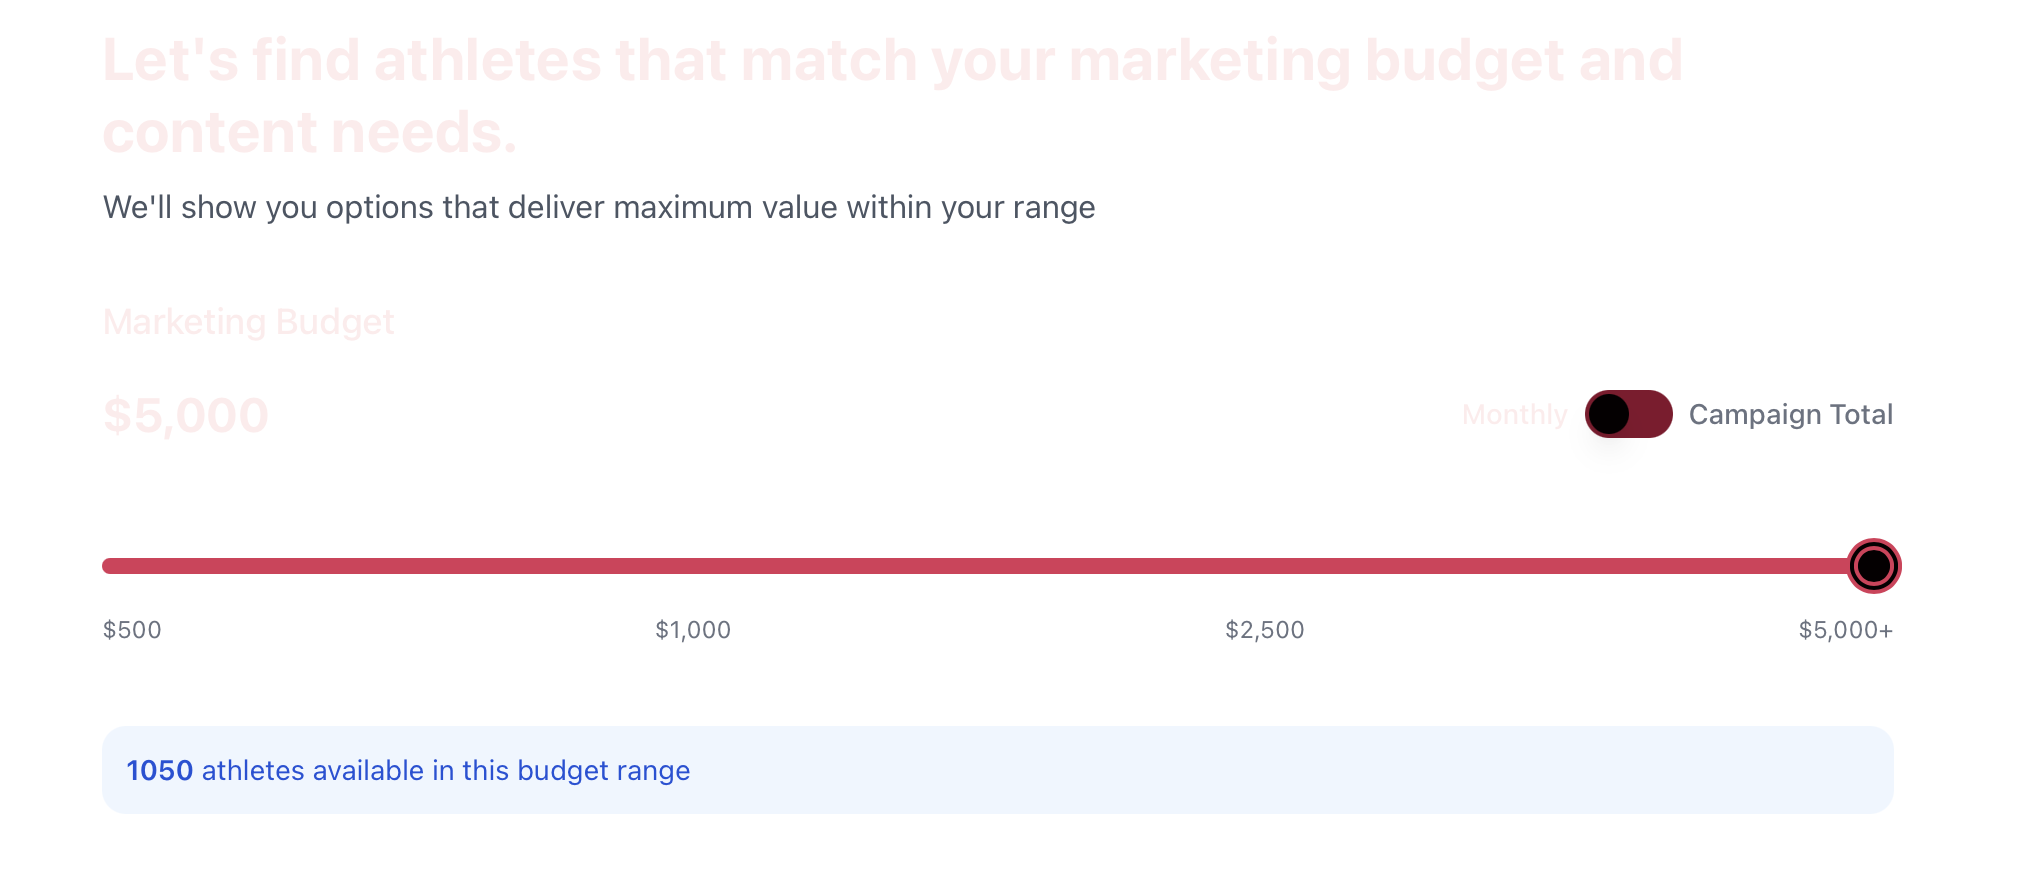 Let's find athletes that match your marketing budget and
content needs.
We'll show you options that deliver maximum value within your range
Marketing Budget
$5,000
Monthly Campaign Total
$500 $1,000 $2,500 $5,000+
1050 athletes available in this budget range